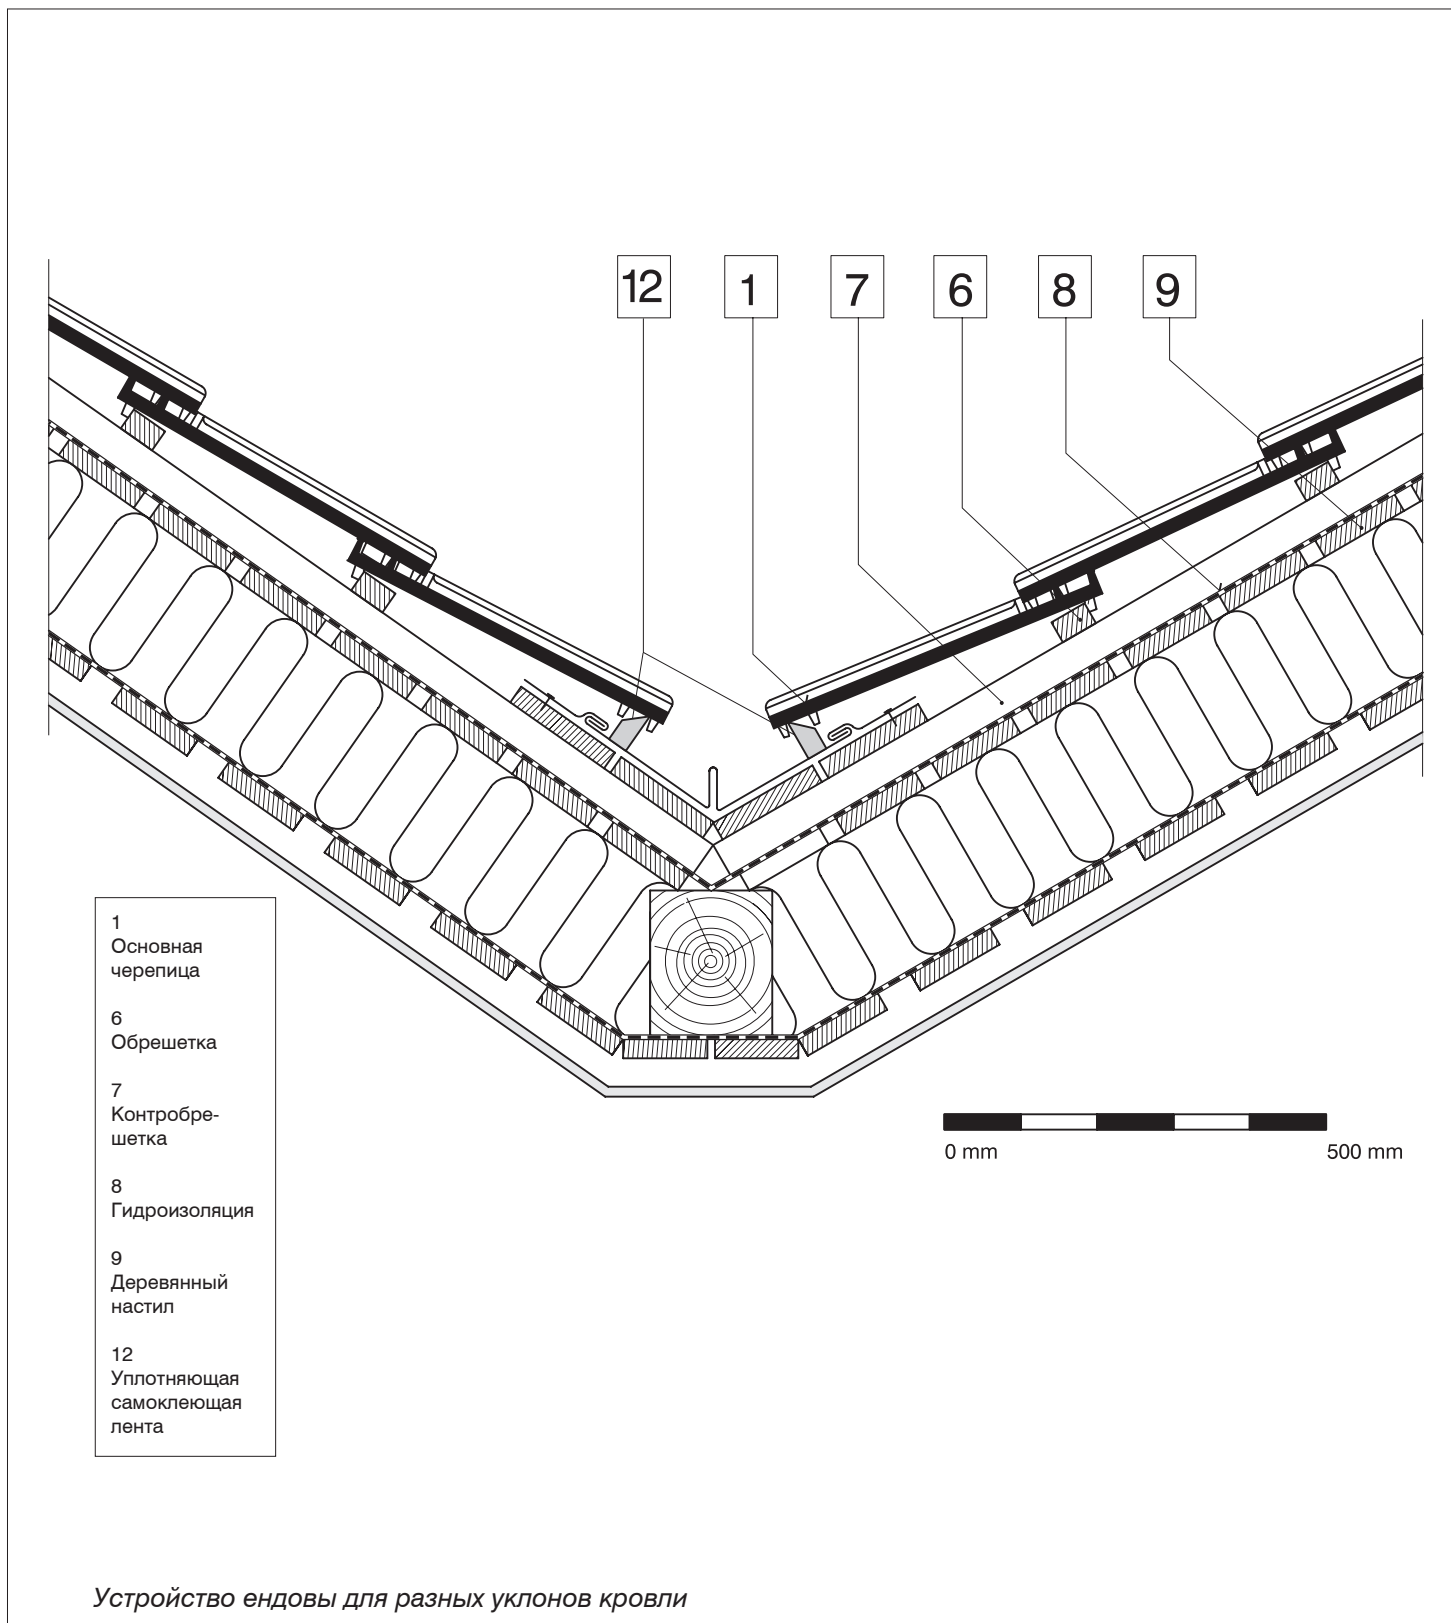 12 1 7 6 8 9
1
Основная
черепица
6
Обрешетка
7
Контробре-
шетка
8
Гидроизоляция
9
Деревянный
настил
12
Уплотняющая
самоклеющая
лента
0 mm 500 mm
Устройство ендовы для разных уклонов кровли